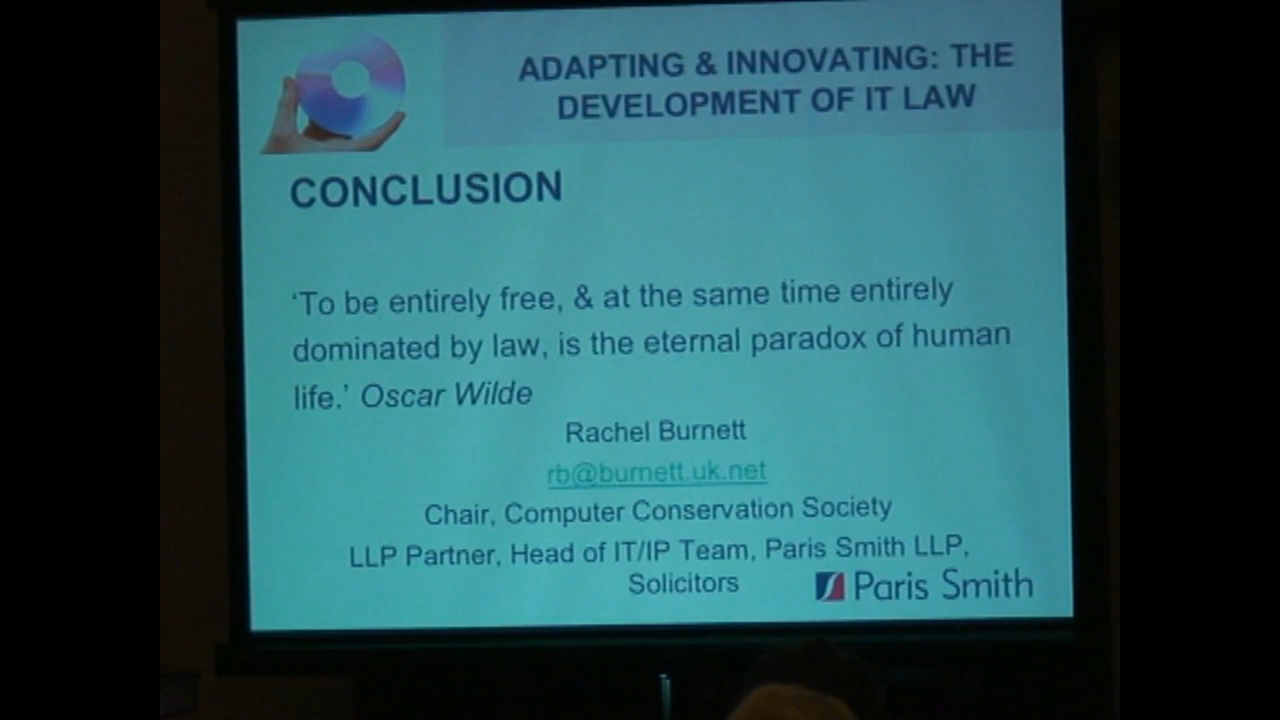 ADAPTING & INNOVATING: THE
DEVELOPMENT OF IT LAW
CONCLUSION
‘To be entirely free, & at the same time entirely
dominated by law, is the eternal paradox of human
life.’ Oscar Wilde
Rachel Burnett
rb@burnett.uk.net
Chair, Computer Conservation Society
LLP Partner, Head of IT/IP Team, Paris Smith LLP,
Solicitors
Paris Smith